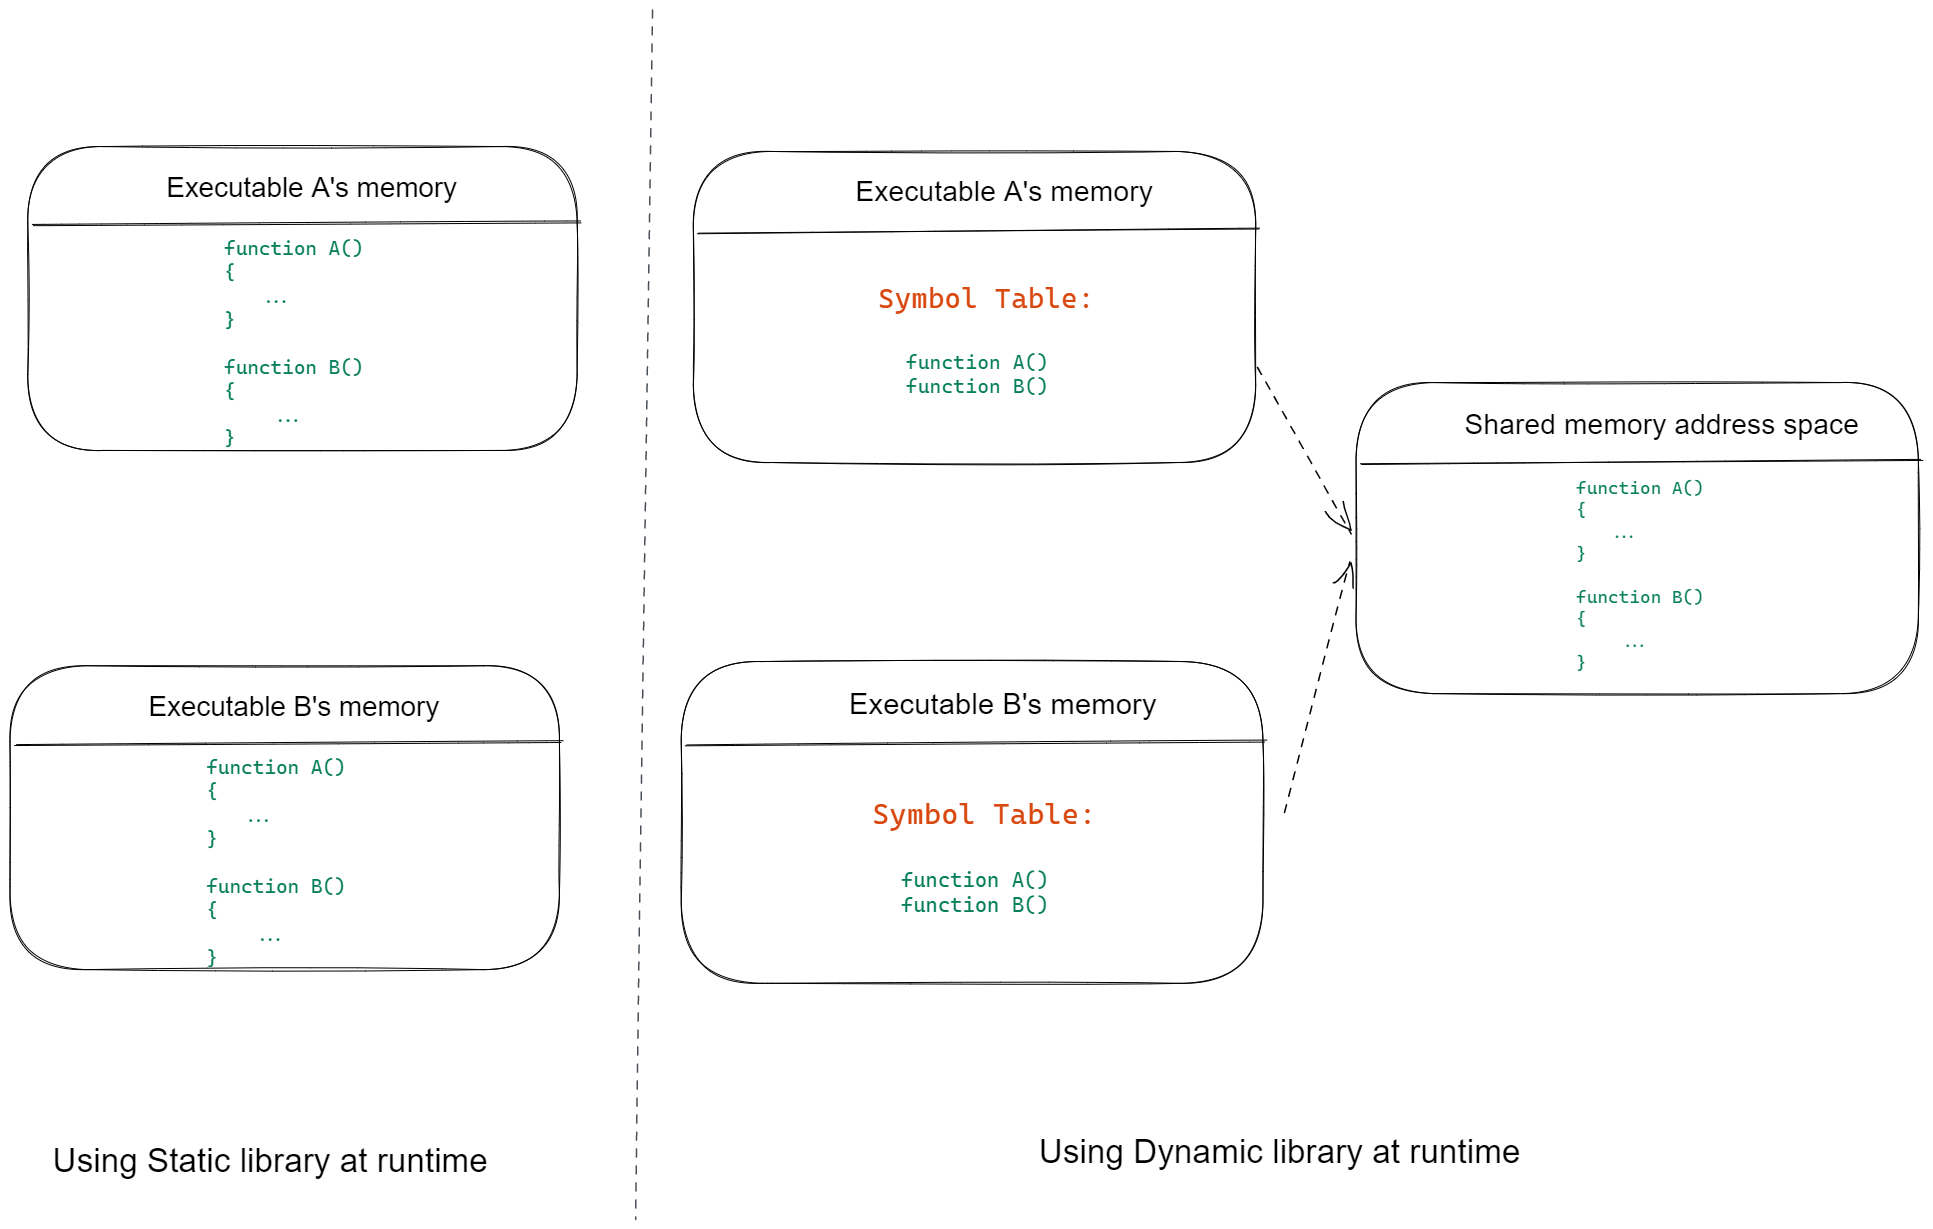 Executable A's memory
function A()
{
...
}
function B()
{
...
}
Executable B's memory
function A()
{
...
}
function B()
{
...
}
Using Static library at runtime
Executable A's memory
Symbol Table:
function A()
function B()
Executable B's memory
Symbol Table:
function A()
function B()
Shared memory address space
function A()
{
...
}
function B()
{
...
}
Using Dynamic library at runtime